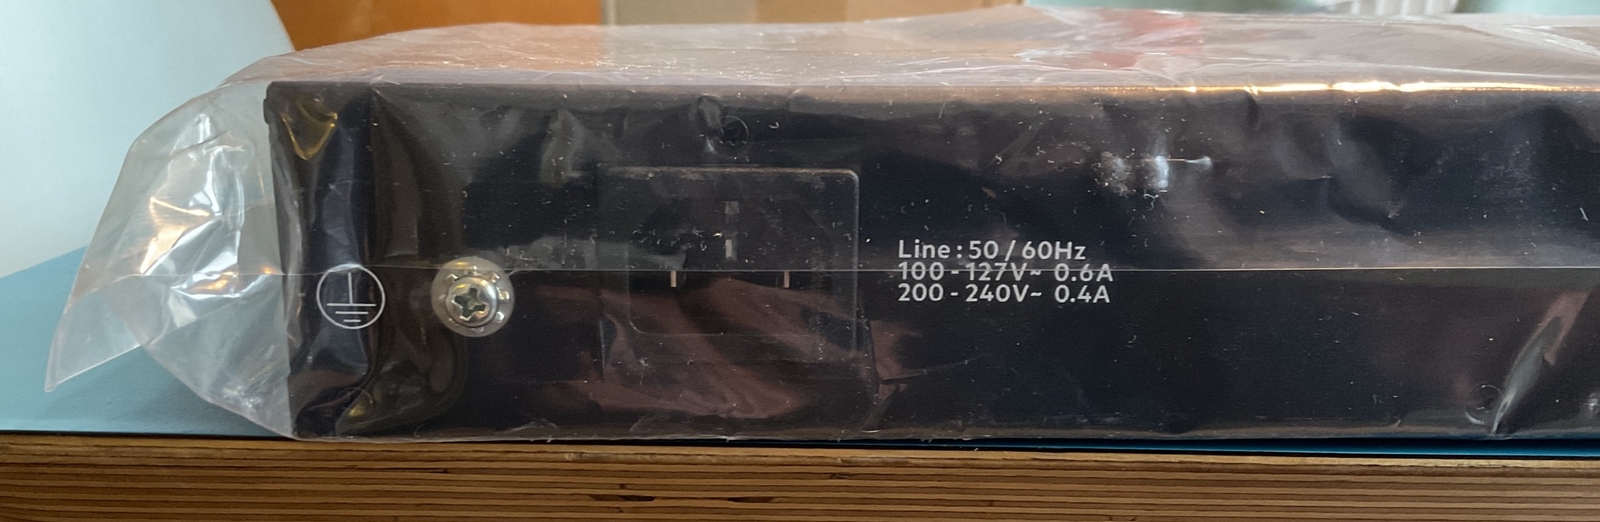 Line : 50 / 60Hz
100 - 127V~ 0.6A
200 - 240V~ 0.4A